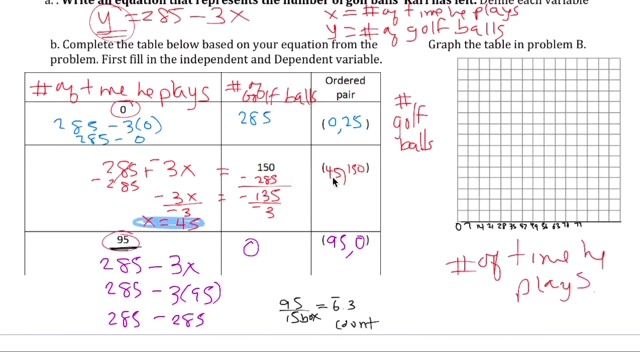 a. . Write an equation that represents the number of golf balls Karl has left. Define each variable
y = 285 - 3x
x = # of time he plays
y = # of golf balls
b. Complete the table below based on your equation from the
problem. First fill in the independent and Dependent variable.
Graph the table in problem B.
# of time he plays
# of golf balls
Ordered
pair
0
285 - 3(0)
285 - 0
285
(0,25)
285 + -3x = 150
-285 -285
-3x = -135
-3 -3
x = 45
(45,150)
95
285 - 3x
285 - 3(95)
285 - 285
0
(95,0)
95 = 6.3
15 box count
#
golf
balls
0 7 14 21 28 35
# of time he
plays